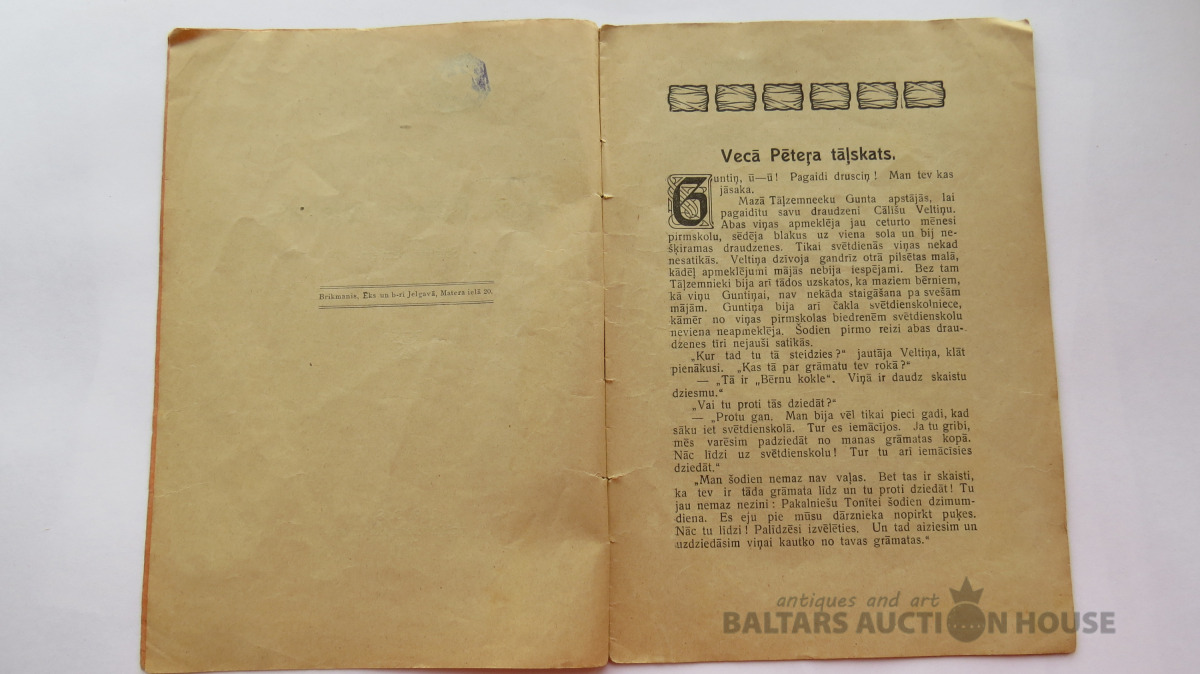 Brikmanis, Ēks un b-ri Jelgavā, Matera ielā 20.
Vecā Pēteŗa tāļskats.
Guntiņ, ū—ū! Pagaidi drusciņ! Man tev kas
jāsaka.
Mazā Tāļzemneeku Gunta apstājās, lai
pagaidītu savu draudzeni Cālīšu Veltiņu.
Abas viņas apmeklēja jau ceturto mēnesi
pirmskolu, sēdēja blakus uz viena sola un bij ne-
šķiramas draudzenes. Tikai svētdienās viņas nekad
nesatikās. Veltiņa dzīvoja gandrīz otrā pilsētas malā,
kādēļ apmeklējumi mājās nebija iespējami. Bez tam
Tāļzemnieki bija arī tādos uzskatos, ka maziem bērniem,
kā viņu Guntiņai, nav nekāda staigāšana pa svešām
mājām. Guntiņa bija arī čakla svētdienskolniece,
kāmēr no viņas pirmskolas biedrenēm svētdienskolu
neviena neapmeklēja. Šodien pirmo reizi abas drau-
dzenes tīri nejauši satikās.
„Kur tad tu tā steidzies?“ jautāja Veltiņa, klāt
pienākusi. „Kas tā par grāmatu tev rokā?“
— „Tā ir „Bērnu kokle“. Viņā ir daudz skaistu
dziesmu.“
„Vai tu proti tās dziedāt?“
— „Protu gan. Man bija vēl tikai pieci gadi, kad
sāku iet svētdienskolā. Tur es iemācījos. Ja tu gribi,
mēs varēsim padziedāt no manas grāmatas kopā.
Nāc līdzi uz svētdienskolu! Tur tu arī iemācīsies
dziedāt.“
„Man šodien nemaz nav vaļas. Bet tas ir skaisti,
ka tev ir tāda grāmata līdz un tu proti dziedāt! Tu
jau nemaz nezini: Pakalniešu Tonītei šodien dzimum-
diena. Es eju pie mūsu dārznieka nopirkt puķes.
Nāc tu līdzi! Palīdzēsi izvēlēties. Un tad aiziesim un
uzdziedāsim viņai kautko no tavas grāmatas.“
antiques and art
BALTARS AUCTION HOUSE